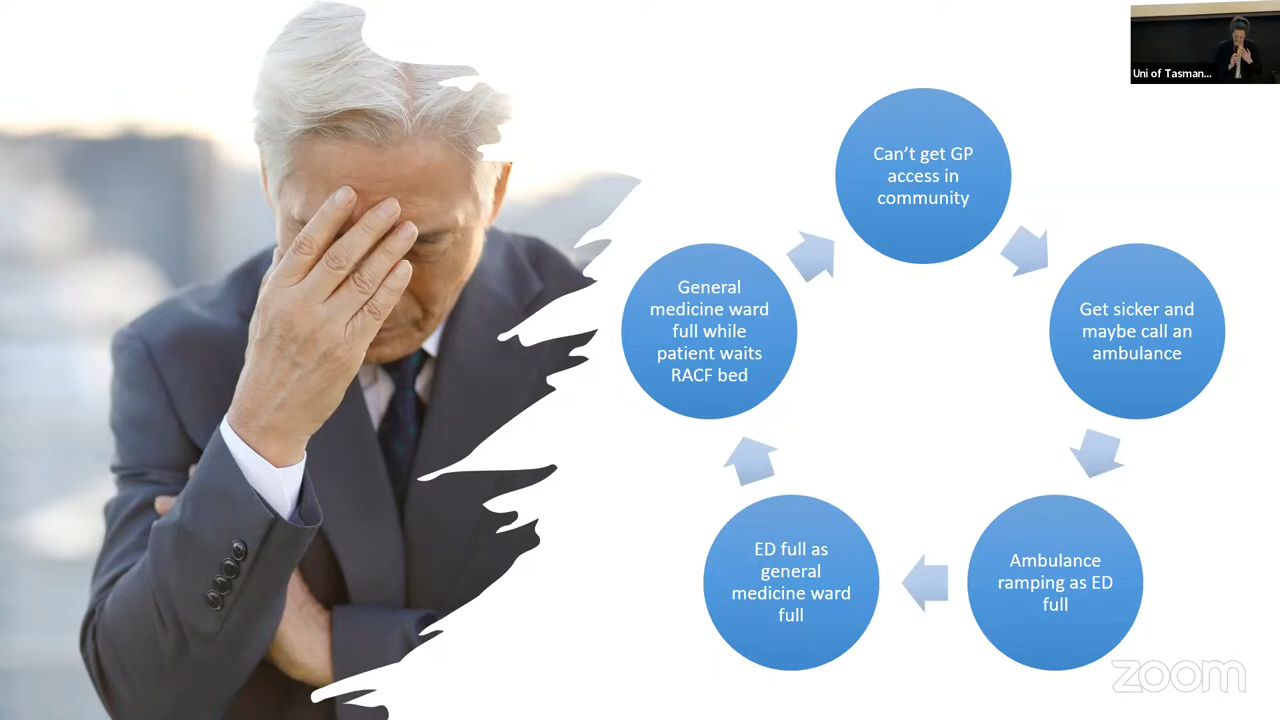 Uni of Tasman...
Can't get GP
access in
community
Get sicker and
maybe call an
ambulance
Ambulance
ramping as ED
full
ED full as
general
medicine ward
full
General
medicine ward
full while
patient waits
RACF bed
zoom